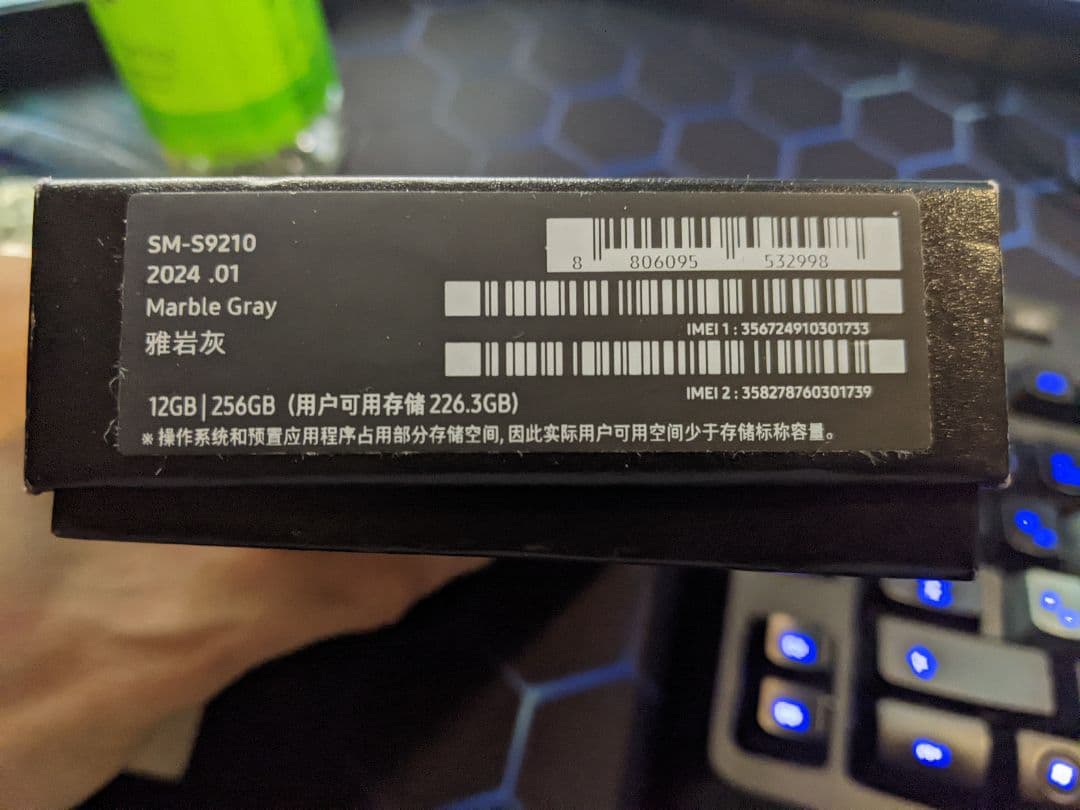 SM-S9210
2024 .01
Marble Gray
雅岩灰
8 806095 532998
IMEI 1 : 356724910301733
IMEI 2 : 358278760301739
12GB | 256GB (用户可用存储 226.3GB)
※ 操作系统和预置应用程序占用部分存储空间, 因此实际用户可用空间少于存储标称容量。